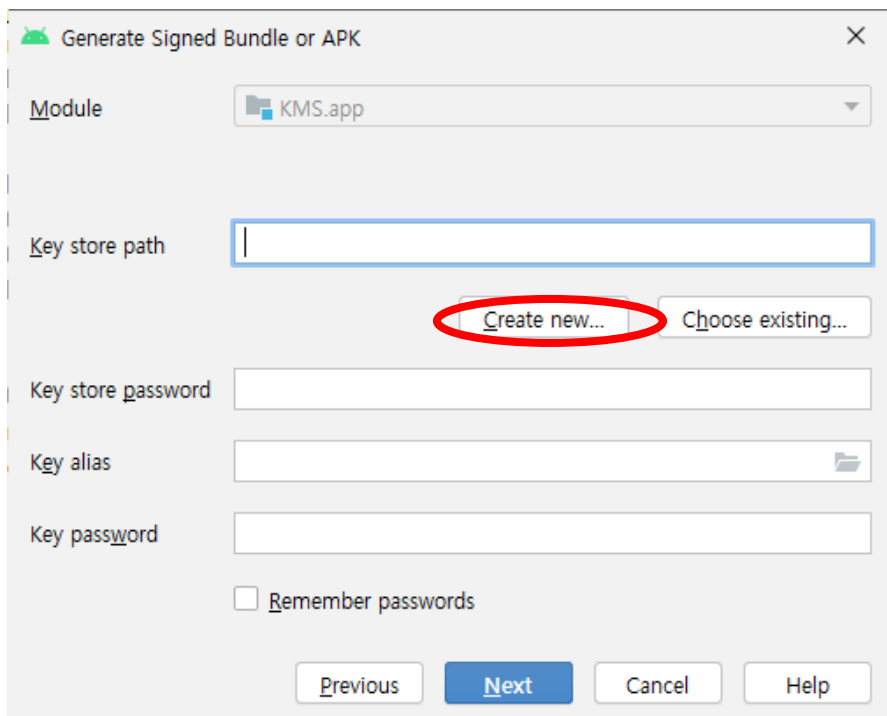 Generate Signed Bundle or APK
Module KMS.app
Key store path
Create new... Choose existing...
Key store password
Key alias
Key password
Remember passwords
Previous Next Cancel Help